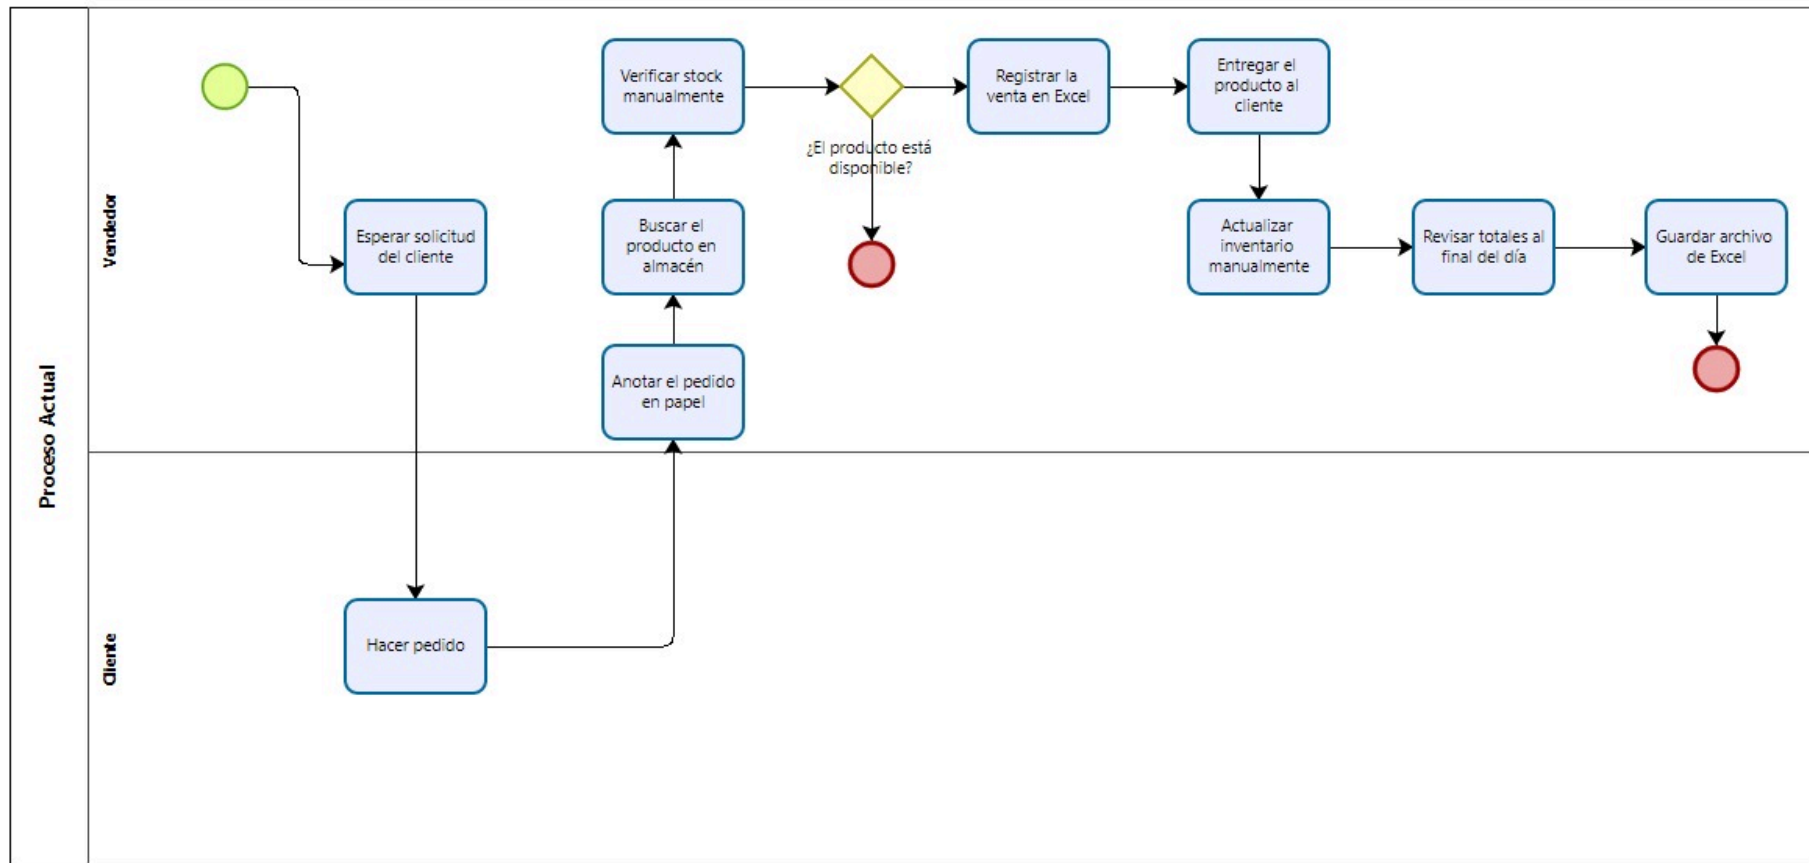 Proceso Actual
Vendedor
Esperar solicitud
del cliente
Verificar stock
manualmente
Buscar el
producto en
almacén
Anotar el pedido
en papel
¿El producto está
disponible?
Registrar la
venta en Excel
Entregar el
producto al
cliente
Actualizar
inventario
manualmente
Revisar totales al
final del día
Guardar archivo
de Excel
Cliente
Hacer pedido